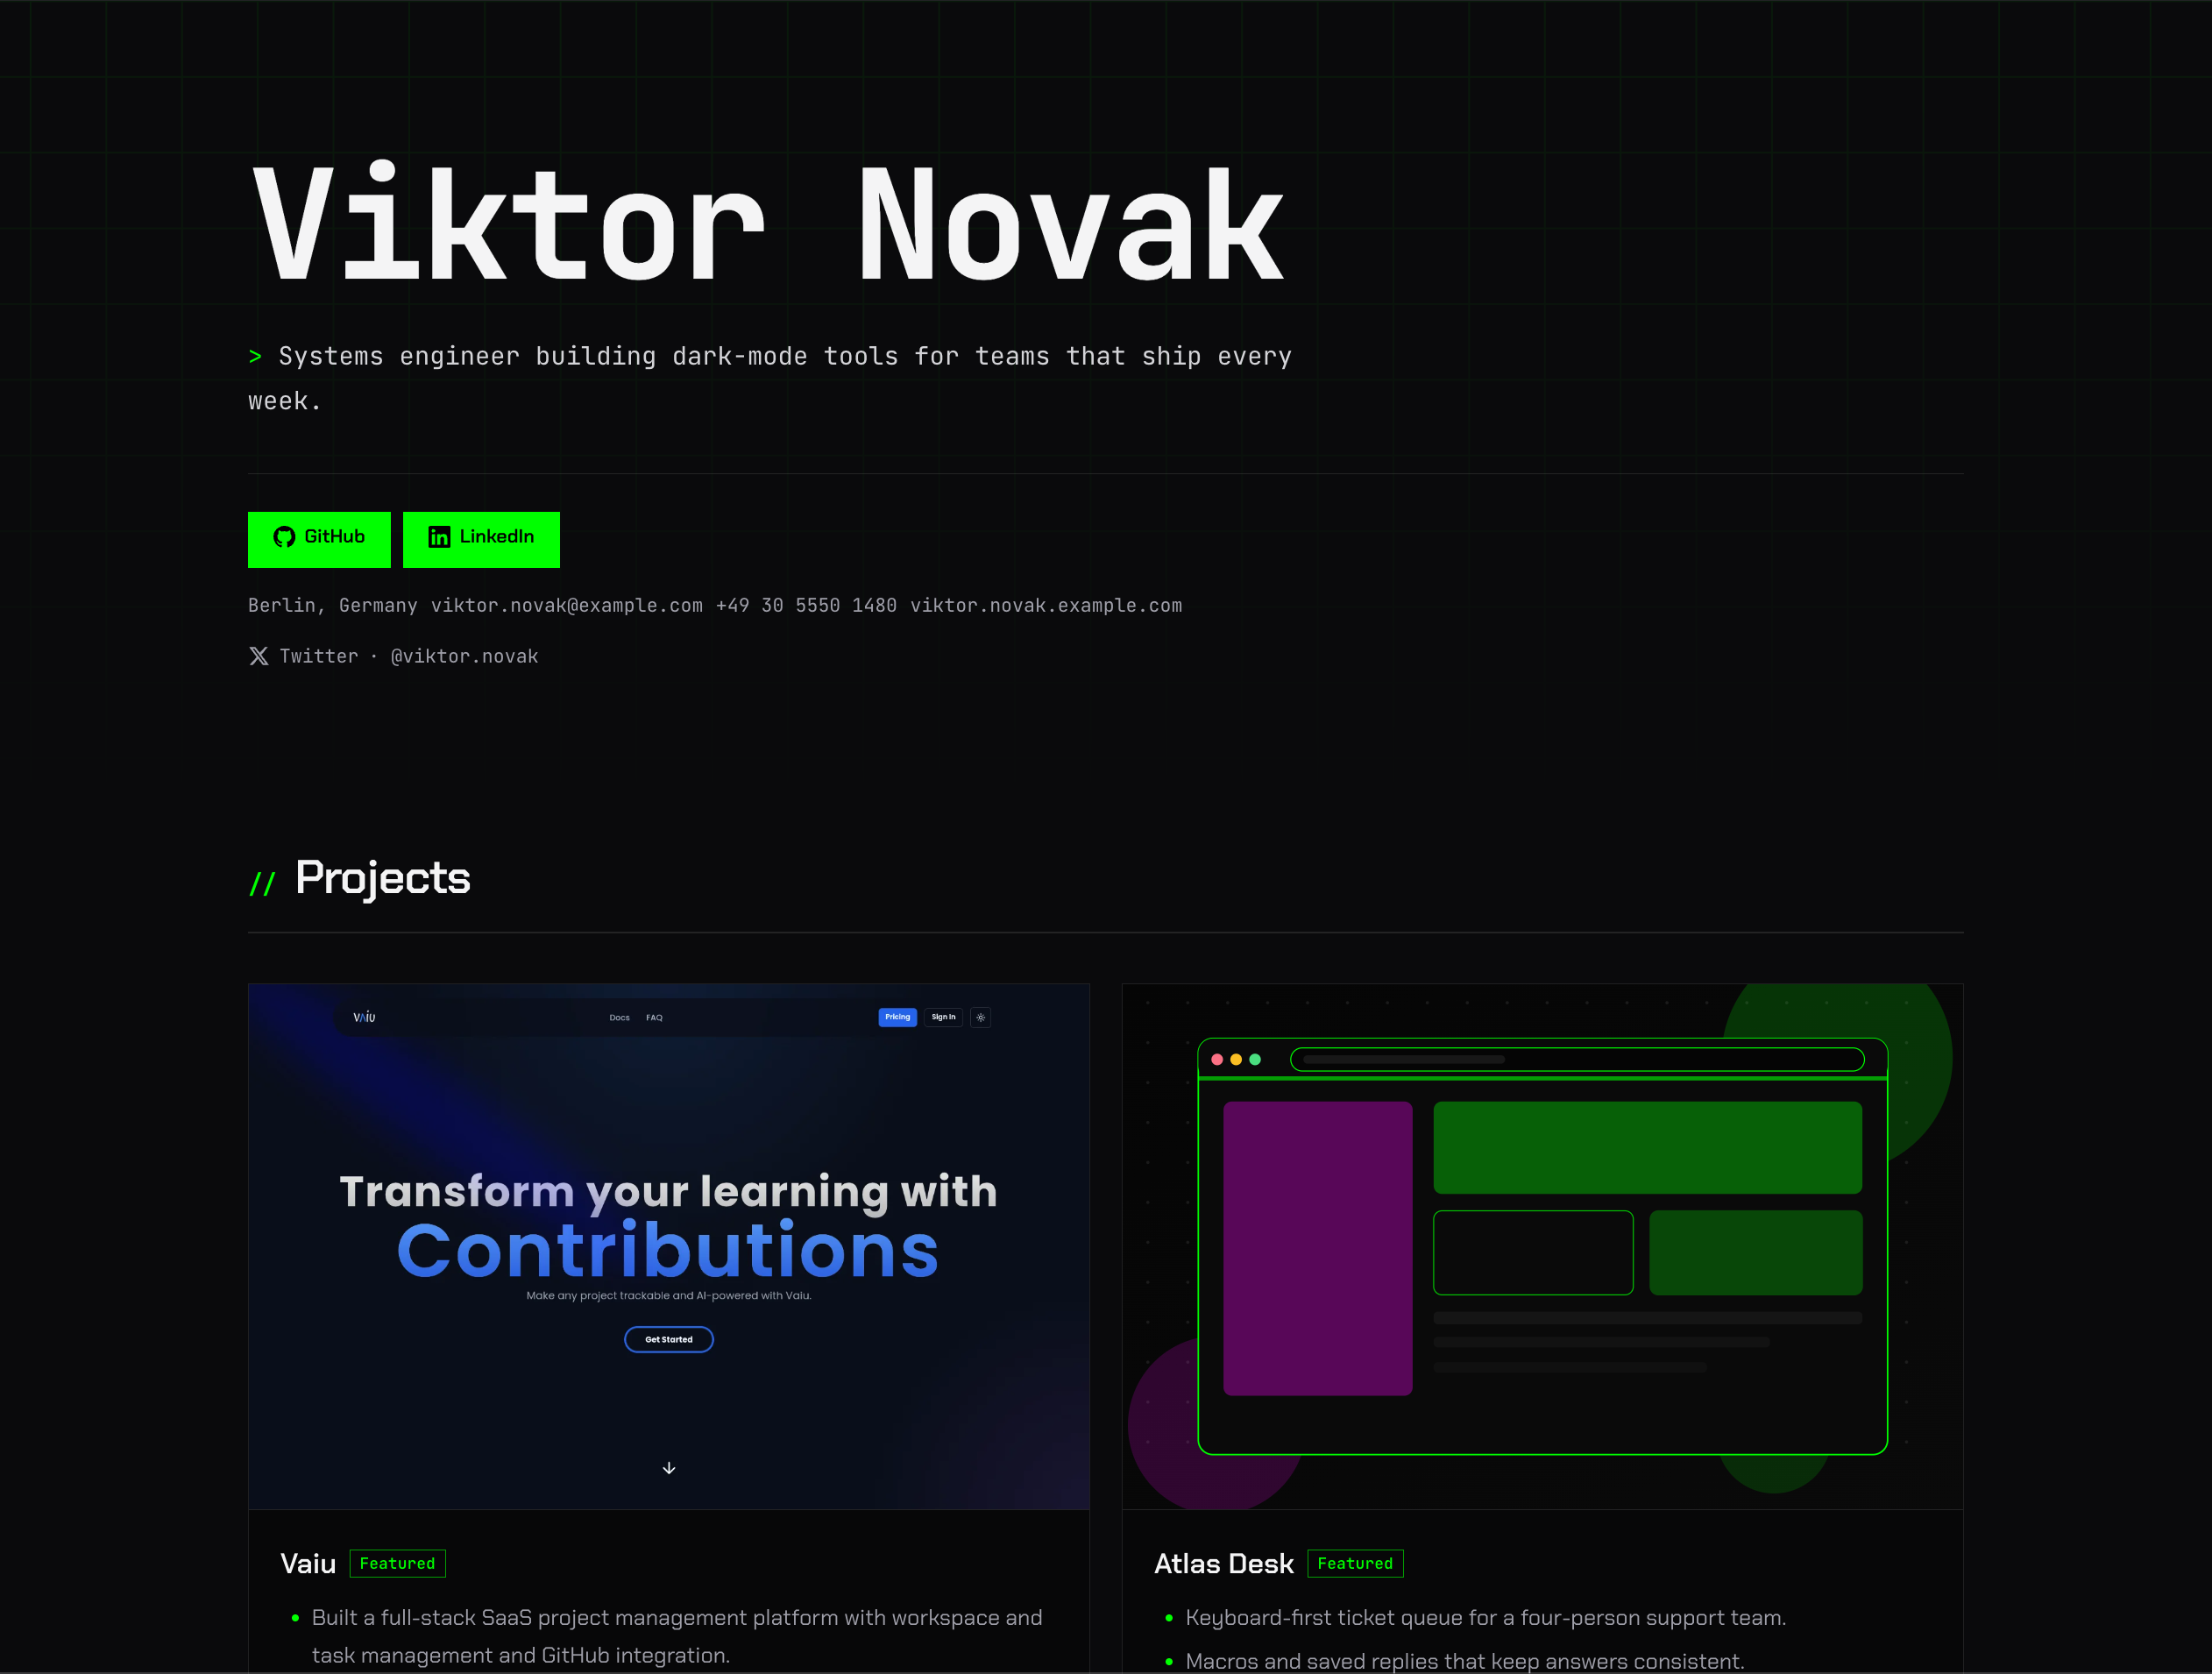 Viktor Novak
> Systems engineer building dark-mode tools for teams that ship every
week.
GitHub LinkedIn
Berlin, Germany viktor.novak@example.com +49 30 5550 1480 viktor.novak.example.com
Twitter · @viktor.novak
// Projects
VAIU Docs FAQ Pricing Sign In
Transform your learning with
Contributions
Make any project trackable and AI-powered with Vaiu.
Get Started
Vaiu Featured
• Built a full-stack SaaS project management platform with workspace and
task management and GitHub integration.
Atlas Desk Featured
• Keyboard-first ticket queue for a four-person support team.
• Macros and saved replies that keep answers consistent.